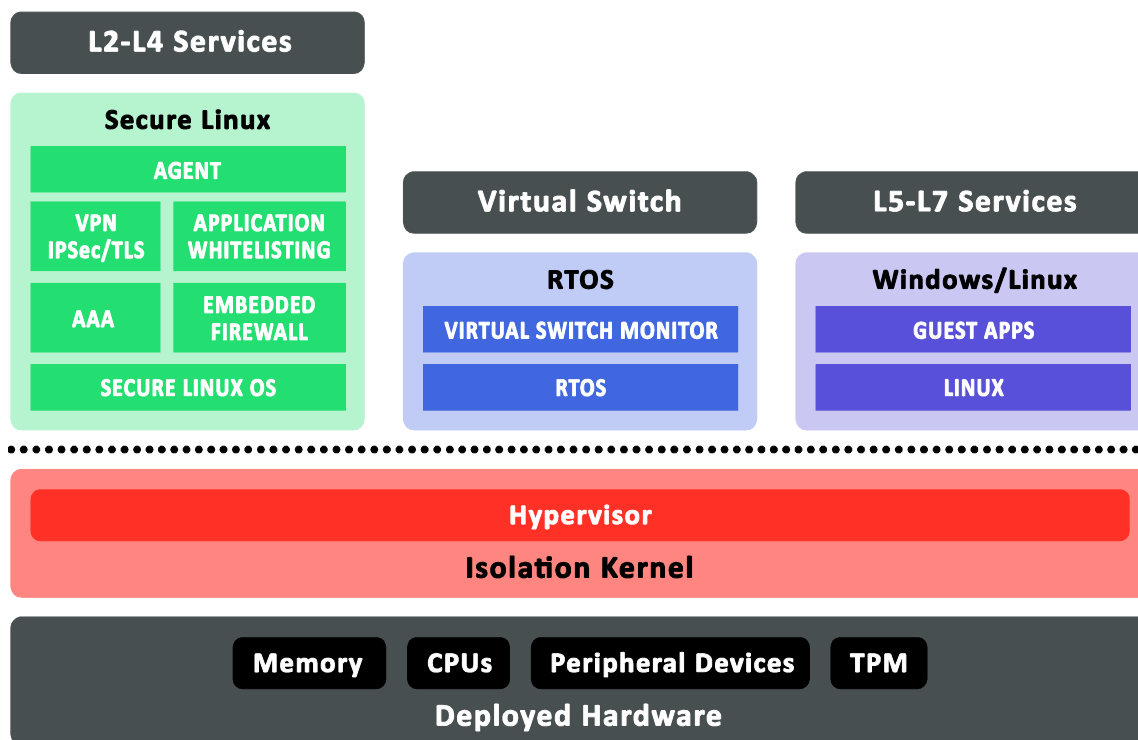 L2-L4 Services
Secure Linux
AGENT
VPN
IPSec/TLS
APPLICATION
WHITELISTING
AAA
EMBEDDED
FIREWALL
SECURE LINUX OS
Virtual Switch
RTOS
VIRTUAL SWITCH MONITOR
RTOS
L5-L7 Services
Windows/Linux
GUEST APPS
LINUX
Hypervisor
Isolation Kernel
Memory
CPUs
Peripheral Devices
TPM
Deployed Hardware